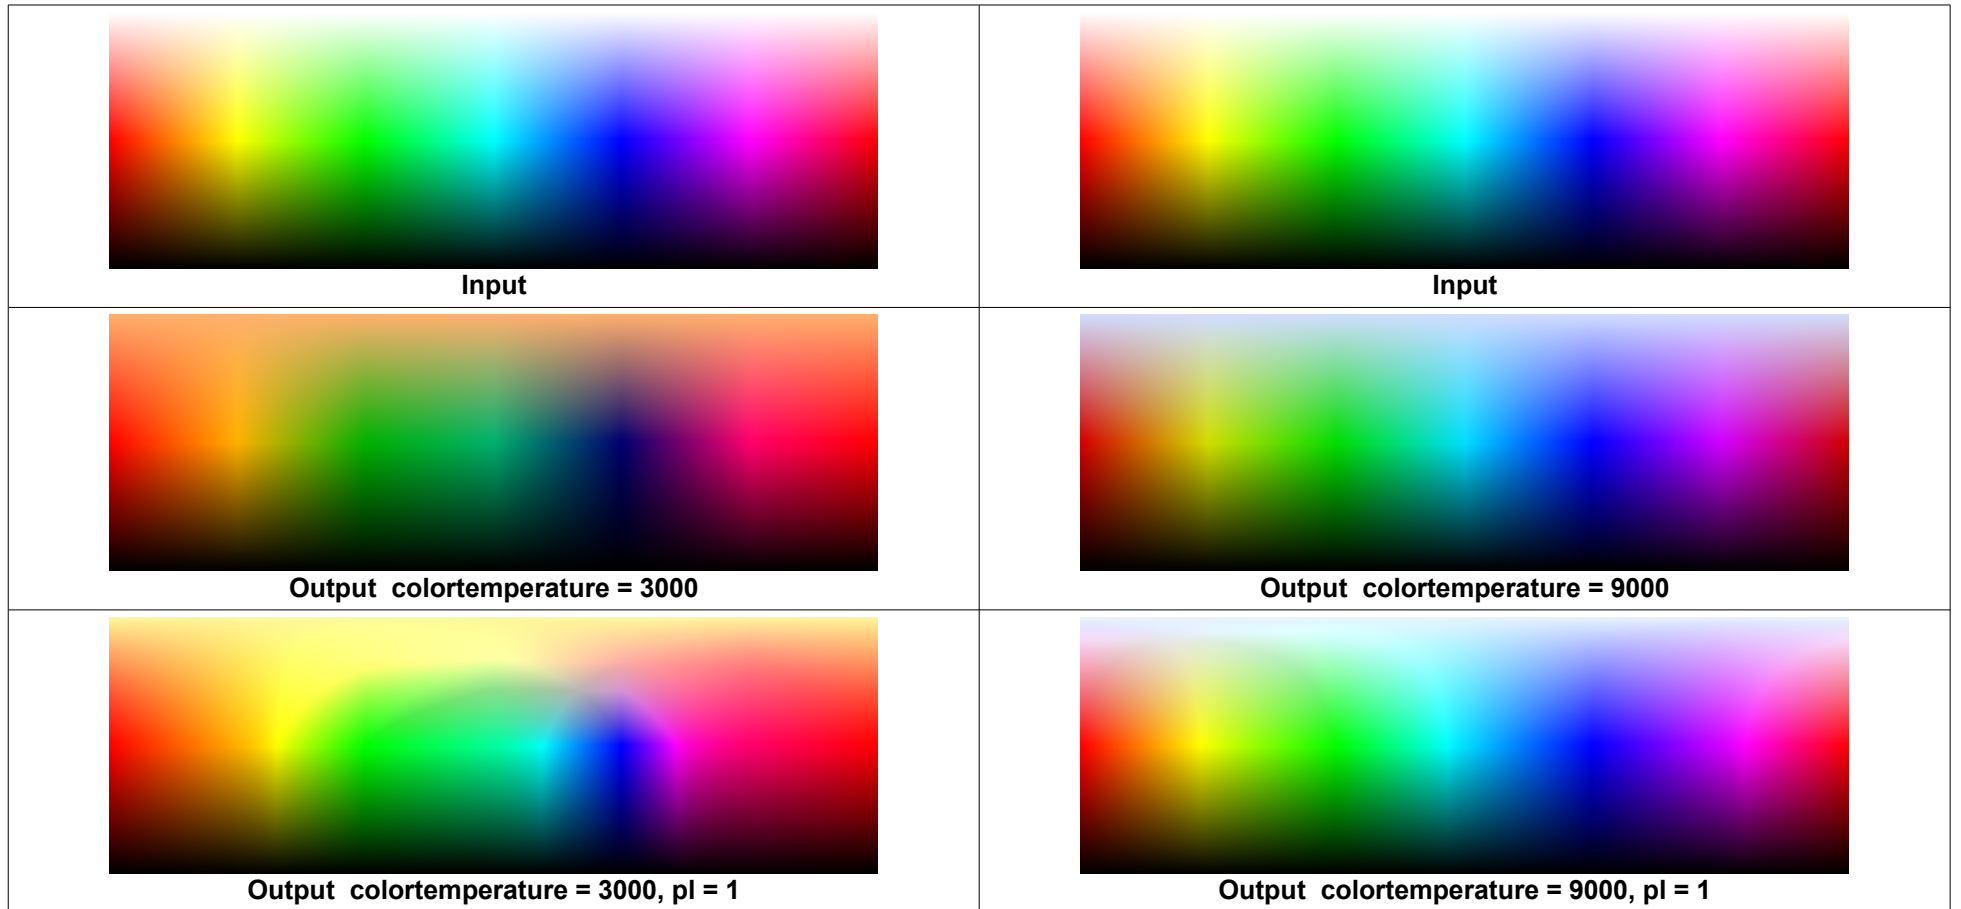 Input
Input
Output  colortemperature = 3000
Output  colortemperature = 9000
Output  colortemperature = 3000, pl = 1
Output  colortemperature = 9000, pl = 1